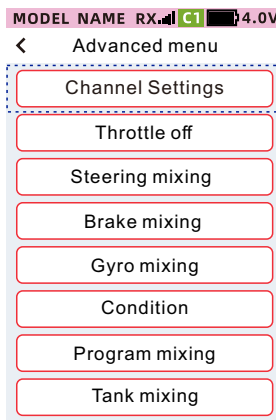 MODEL NAME RX. C1 4.0V
Advanced menu
Channel Settings
Throttle off
Steering mixing
Brake mixing
Gyro mixing
Condition
Program mixing
Tank mixing